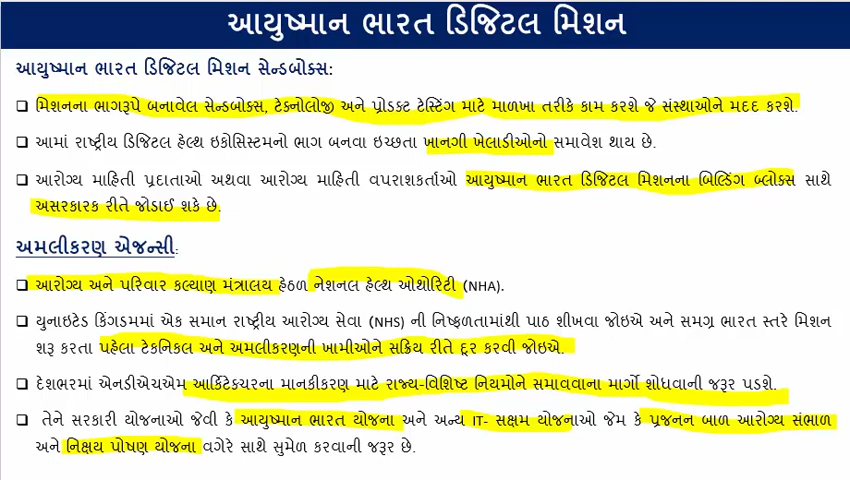 આયુષ્માન ભારત ડિજિટલ મિશન
આયુષ્માન ભારત ડિજિટલ મિશન સેન્ડબોક્સ:
❑ મિશનના ભાગરૂપે બનાવેલ સેન્ડબોક્સ, ટેક્નોલોજી અને પ્રોડક્ટ ટેસ્ટિંગ માટે માળખા તરીકે કામ કરશે જે સંસ્થાઓને મદદ કરશે.
❑ આમાં રાષ્ટ્રીય ડિજિટલ હેલ્થ ઇકોસિસ્ટમનો ભાગ બનવા ઇચ્છતા ખાનગી ખેલાડીઓનો સમાવેશ થાય છે.
❑ આરોગ્ય માહિતી પ્રદાતાઓ અથવા આરોગ્ય માહિતી વપરાશકર્તાઓ આયુષ્માન ભારત ડિજિટલ મિશનના બિલ્ડિંગ બ્લોક્સ સાથે
અસરકારક રીતે જોડાઈ શકે છે.
અમલીકરણ એજન્સી:
❑ આરોગ્ય અને પરિવાર કલ્યાણ મંત્રાલય હેઠળ નેશનલ હેલ્થ ઓથોરિટી (NHA).
❑ યુનાઇટેડ કિંગડમમાં એક સમાન રાષ્ટ્રીય આરોગ્ય સેવા (NHS) ની નિષ્ફળતામાંથી પાઠ શીખવા જોઇએ અને સમગ્ર ભારત સ્તરે મિશન
શરૂ કરતા પહેલા ટેકનિકલ અને અમલીકરણની ખામીઓને સક્રિય રીતે દૂર કરવી જોઇએ.
❑ દેશભરમાં એનડીએચએમ આર્કિટેક્ચરના માનકીકરણ માટે રાજ્ય-વિશિષ્ટ નિયમોને સમાવવાના માર્ગો શોધવાની જરૂર પડશે.
❑ તેને સરકારી યોજનાઓ જેવી કે આયુષ્માન ભારત યોજના અને અન્ય IT- સક્ષમ યોજનાઓ જેમ કે પ્રજનન બાળ આરોગ્ય સંભાળ
અને નિક્ષય પોષણ યોજના વગેરે સાથે સુમેળ કરવાની જરૂર છે.